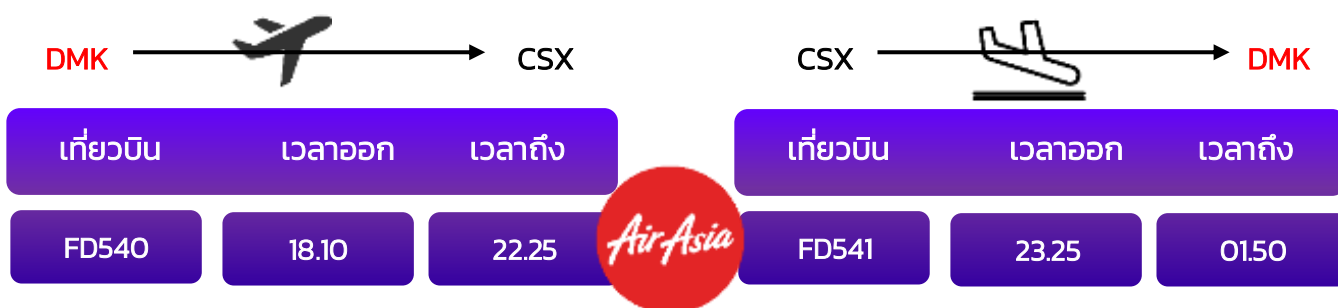 DMK CSX
เที่ยวบิน เวลาออก เวลาถึง
FD540 18.10 22.25
AirAsia
CSX DMK
เที่ยวบิน เวลาออก เวลาถึง
FD541 23.25 01.50